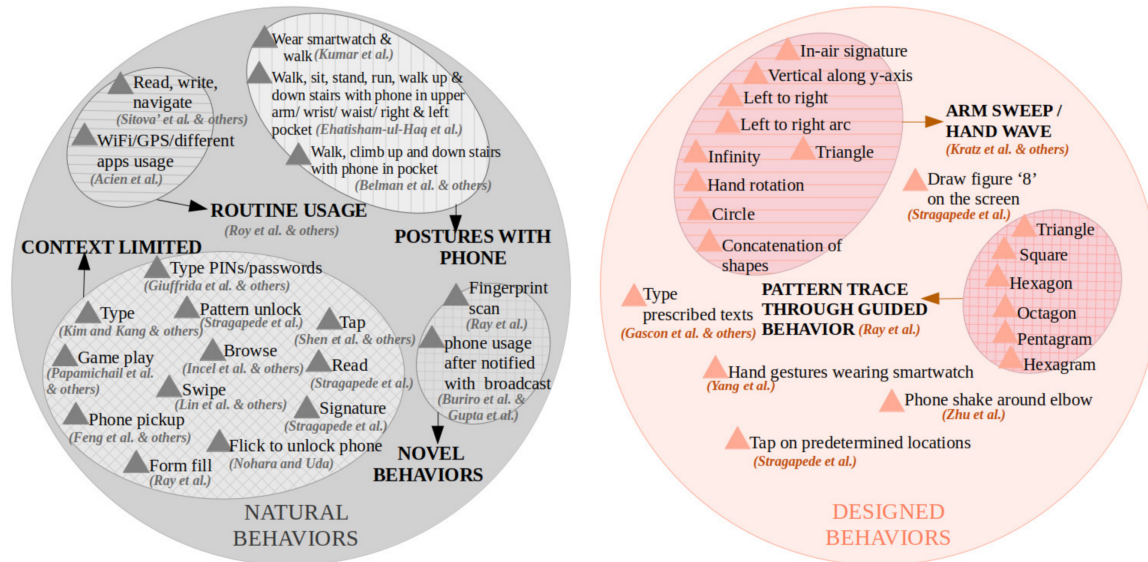 Wear smartwatch &
walk
(Kumar et al.)
Walk, sit, stand, run, walk up &
down stairs with phone in upper
arm/ wrist/ waist/ right & left
pocket (Ehatisham-ul-Haq et al.)
Walk, climb up and down stairs
with phone in pocket
(Belman et al. & others)
Read, write,
navigate
(Sitova' et al. & others)
WiFi/GPS/different
apps usage
(Acien et al.)
ROUTINE USAGE
(Roy et al. & others)
POSTURES WITH
PHONE
CONTEXT LIMITED
Type PINs/passwords
(Giuffrida et al. & others)
Type
(Kim and Kang & others)
Pattern unlock
(Stragapede et al.)
Tap
(Shen et al. & others)
Game play
(Papamichail et al.
& others)
Browse
(Incel et al. & others)
Read
(Stragapede et al.)
Swipe
(Lin et al. & others)
Phone pickup
(Feng et al. & others)
Signature
(Stragapede et al.)
Flick to unlock phone
(Nohara and Uda)
Form fill
(Ray et al.)
Fingerprint
scan
(Ray et al.)
phone usage
after notified
with broadcast
(Buriro et al. &
Gupta et al.)
NOVEL
BEHAVIORS
NATURAL
BEHAVIORS
In-air signature
Vertical along y-axis
Left to right
Left to right arc
Infinity
Triangle
Hand rotation
Circle
Concatenation of
shapes
ARM SWEEP /
HAND WAVE
(Kratz et al. & others)
Draw figure ‘8’
on the screen
(Stragapede et al.)
Triangle
Square
Hexagon
Octagon
Pentagram
Hexagram
Type
prescribed texts
(Gascon et al. & others)
PATTERN TRACE
THROUGH GUIDED
BEHAVIOR (Ray et al.)
Hand gestures wearing smartwatch
(Yang et al.)
Phone shake around elbow
(Zhu et al.)
Tap on predetermined locations
(Stragapede et al.)
DESIGNED
BEHAVIORS